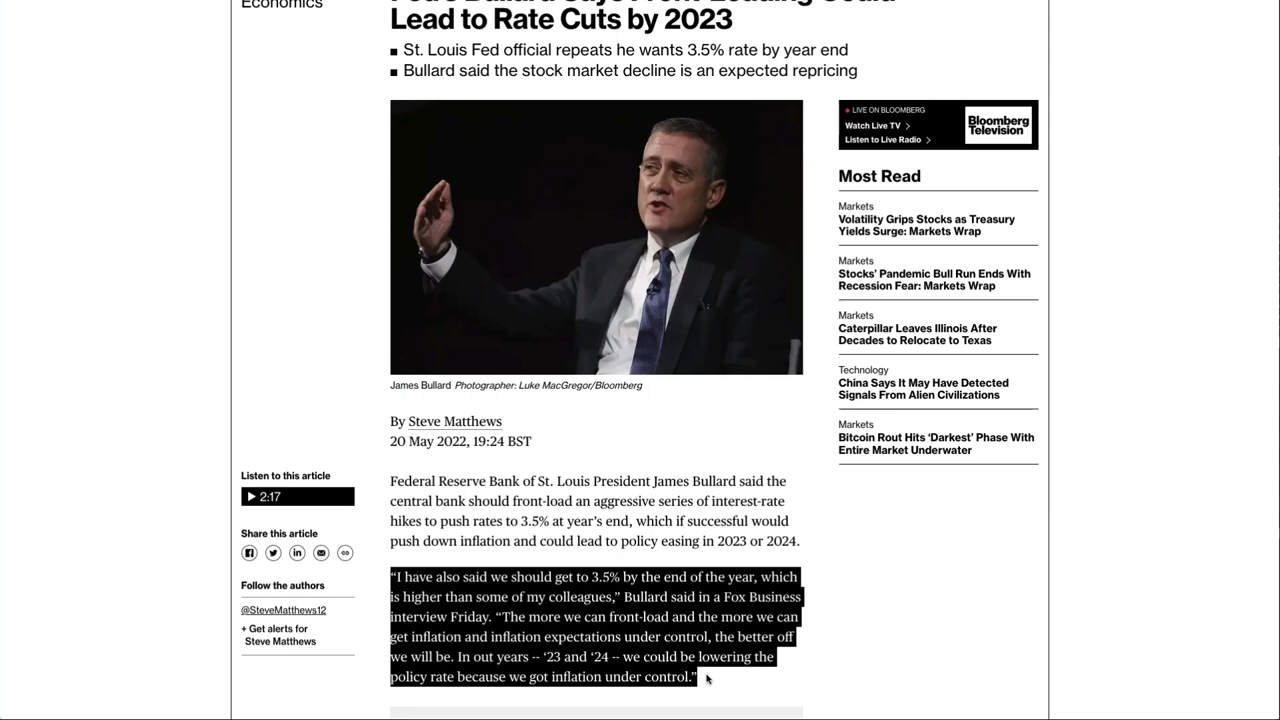 Economics
Fed's Bullard Says Front-Loading Could
Lead to Rate Cuts by 2023
■ St. Louis Fed official repeats he wants 3.5% rate by year end
■ Bullard said the stock market decline is an expected repricing
James Bullard Photographer: Luke MacGregor/Bloomberg
By Steve Matthews
20 May 2022, 19:24 BST
Listen to this article
2:17
Share this article
Follow the authors
@SteveMatthews12
+ Get alerts for
Steve Matthews
Federal Reserve Bank of St. Louis President James Bullard said the
central bank should front-load an aggressive series of interest-rate
hikes to push rates to 3.5% at year’s end, which if successful would
push down inflation and could lead to policy easing in 2023 or 2024.
“I have also said we should get to 3.5% by the end of the year, which
is higher than some of my colleagues,” Bullard said in a Fox Business
interview Friday. “The more we can front-load and the more we can
get inflation and inflation expectations under control, the better off
we will be. In out years -- ‘23 and ‘24 -- we could be lowering the
policy rate because we got inflation under control.”
LIVE ON BLOOMBERG
Watch Live TV
Listen to Live Radio
Bloomberg
Television
Most Read
Markets
Volatility Grips Stocks as Treasury
Yields Surge: Markets Wrap
Markets
Stocks’ Pandemic Bull Run Ends With
Recession Fear: Markets Wrap
Markets
Caterpillar Leaves Illinois After
Decades to Relocate to Texas
Technology
China Says It May Have Detected
Signals From Alien Civilizations
Markets
Bitcoin Rout Hits ‘Darkest’ Phase With
Entire Market Underwater